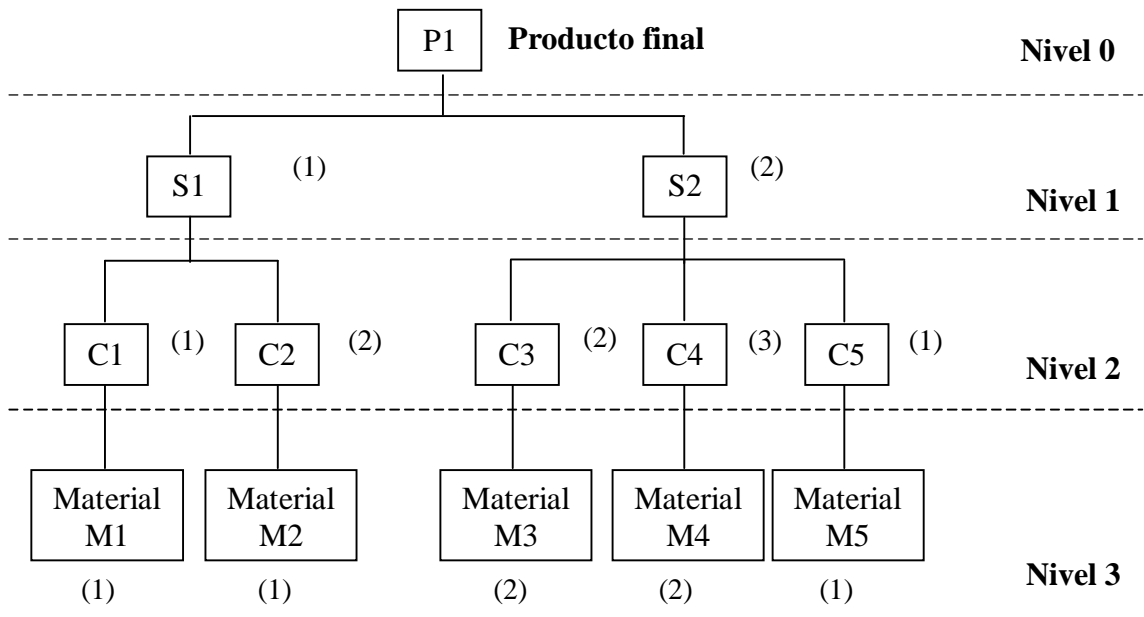 P1 Producto final
Nivel 0
S1 (1) S2 (2)
Nivel 1
C1 (1) C2 (2) C3 (2) C4 (3) C5 (1)
Nivel 2
Material Material Material Material Material
M1 M2 M3 M4 M5
(1) (1) (2) (2) (1)
Nivel 3